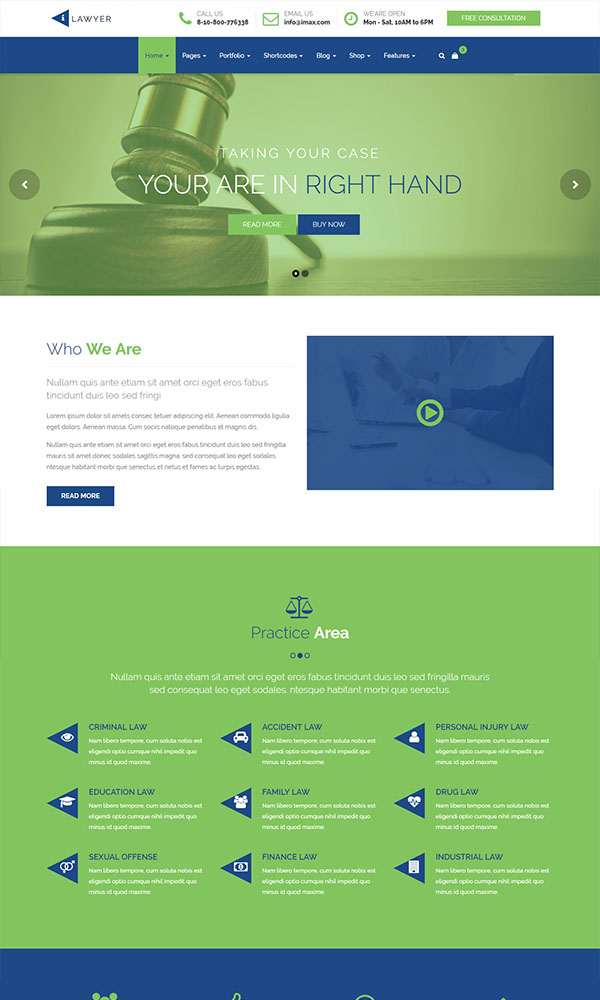 LAWYER
CALL US
8-10-800-776338
EMAIL US
info@imax.com
WE'ARE OPEN
Mon - Sat, 10AM to 6PM
FREE CONSULTATION
Home Pages Portfolio Shortcodes Blog Shop Features
TAKING YOUR CASE
YOUR ARE IN RIGHT HAND
READ MORE BUY NOW
Who We Are
Nullam quis ante etiam sit amet orci eget eros fabus
tincidunt duis leo sed fringi
Lorem ipsum dolor sit amets consec tetuer adipiscing elit. Aenean commodo ligulia
eget dolors. Aenean massa. Cum socis natoque penatibus et magnis dis.
Nullam quis ante etiam sit amet orci eget eros fabus tincidunt. duis leo sed fringilla
mauris sit amet donec sodales sagittis magna. sed consequat leo eget sodales.
ntesque habitant morbi que senectus et netus et fames ac turpis egestas.
READ MORE
Practice Area
Nullam quis ante etiam sit amet orci eget eros fabus tincidunt duis leo sed fringilla mauris
sed consequat leo eget sodales. ntesque habitant morbi que senectus.
CRIMINAL LAW
Nam libero tempore, cum soluta nobis est
eligendi optio cumque nihil impedit quo
minus id quod maxime.
ACCIDENT LAW
Nam libero tempore, cum soluta nobis est
eligendi optio cumque nihil impedit quo
minus id quod maxime.
PERSONAL INJURY LAW
Nam libero tempore, cum soluta nobis est
eligendi optio cumque nihil impedit quo
minus id quod maxime.
EDUCATION LAW
Nam libero tempore, cum soluta nobis est
eligendi optio cumque nihil impedit quo
minus id quod maxime.
FAMILY LAW
Nam libero tempore, cum soluta nobis est
eligendi optio cumque nihil impedit quo
minus id quod maxime.
DRUG LAW
Nam libero tempore, cum soluta nobis est
eligendi optio cumque nihil impedit quo
minus id quod maxime.
SEXUAL OFFENSE
Nam libero tempore, cum soluta nobis est
eligendi optio cumque nihil impedit quo
minus id quod maxime.
FINANCE LAW
Nam libero tempore, cum soluta nobis est
eligendi optio cumque nihil impedit quo
minus id quod maxime.
INDUSTRIAL LAW
Nam libero tempore, cum soluta nobis est
eligendi optio cumque nihil impedit quo
minus id quod maxime.